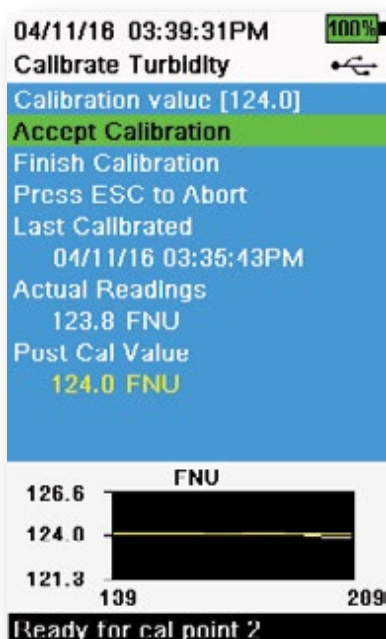 04/11/16 03:39:31PM 100%
Calibrate Turbidity
Calibration value [124.0]
Accept Calibration
Finish Calibration
Press ESC to Abort
Last Calibrated
04/11/16 03:35:43PM
Actual Readings
123.8 FNU
Post Cal Value
124.0 FNU
FNU
126.6
124.0
121.3
139 209
Ready for cal point 2